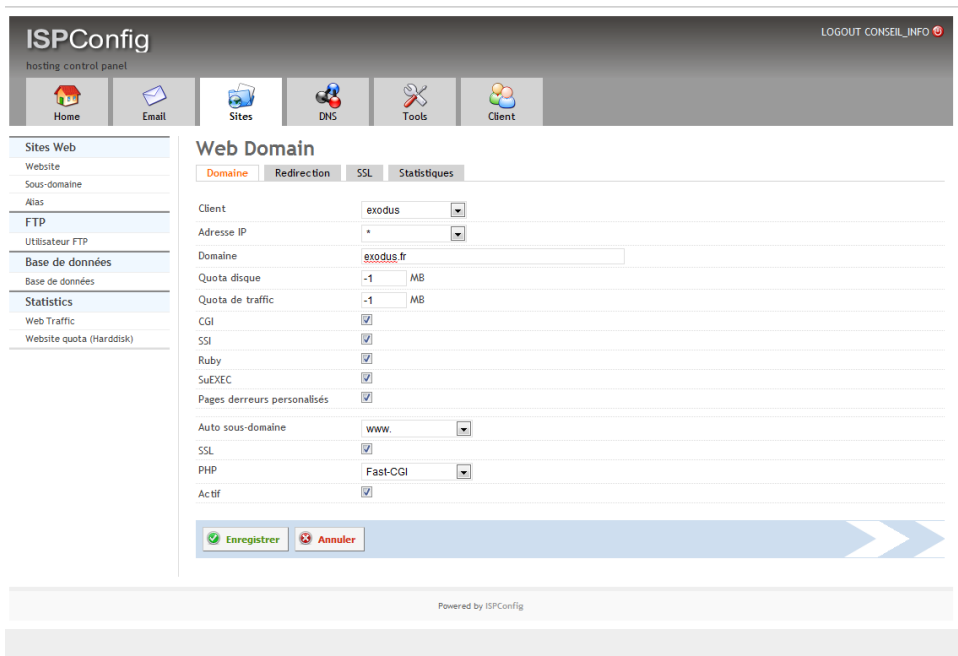 ISPConfig
LOGOUT CONSEIL_INFO
hosting control panel
Home Email Sites DNS Tools Client
Sites Web
Website
Sous-domaine
Alias
FTP
Utilisateur FTP
Base de données
Base de données
Statistics
Web Traffic
Website quota (Harddisk)
Web Domain
Domaine Redirection SSL Statistiques
Client exodus
Adresse IP *
Domaine exodus.fr
Quota disque -1 MB
Quota de traffic -1 MB
CGI
SSI
Ruby
SuEXEC
Pages derreurs personalisés
Auto sous-domaine www.
SSL
PHP Fast-CGI
Actif
Enregistrer Annuler
Powered by ISPConfig